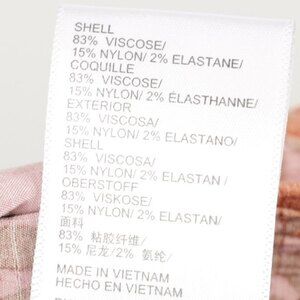 SHELL
83% VISCOSE/
15% NYLON/ 2% ELASTANE/
COQUILLE
83% VISCOSE/
15% NYLON/ 2% ÉLASTHANNE/
EXTERIOR
83% VISCOSA/
15% NYLON/ 2% ELASTANO/
SHELL
83% VISCOSA/
15% NYLON/ 2% ELASTAN /
OBERSTOFF
83% VISKOSE/
15% NYLON/ 2% ELASTAN/
面料
83% 粘胶纤维/
15% 尼龙/ 2% 氨纶/
MADE IN VIETNAM
HECHO EN VIETNAM